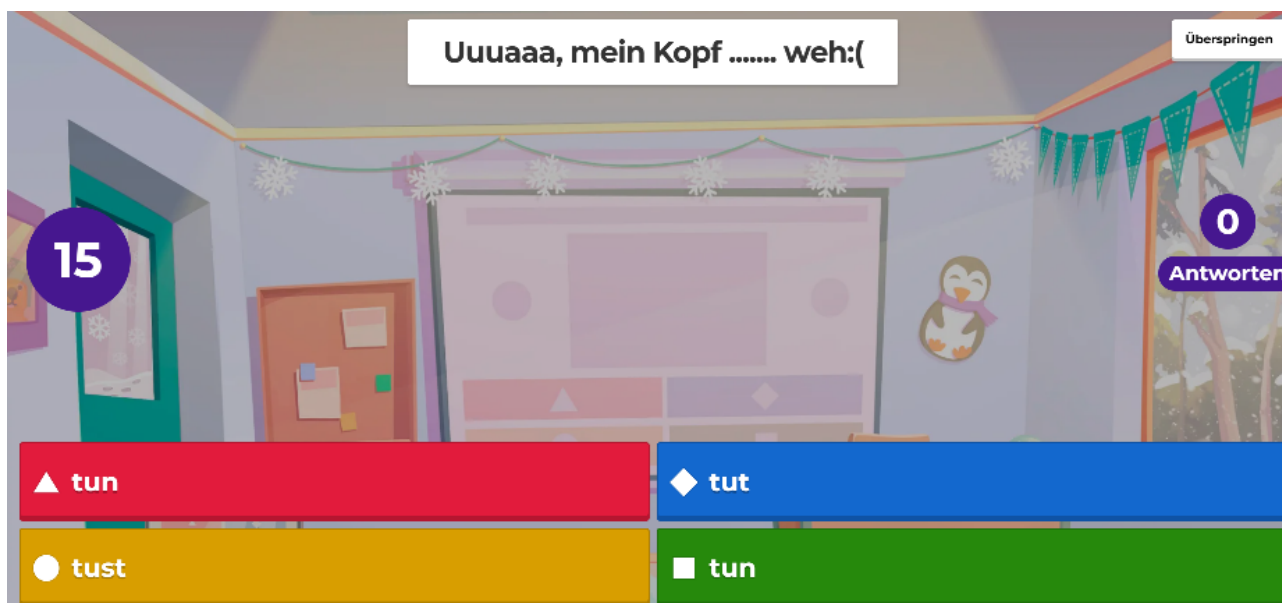 Uuuaaa, mein Kopf ....... weh:(
Überspringen
15
0
Antworten
tun
tut
tust
tun